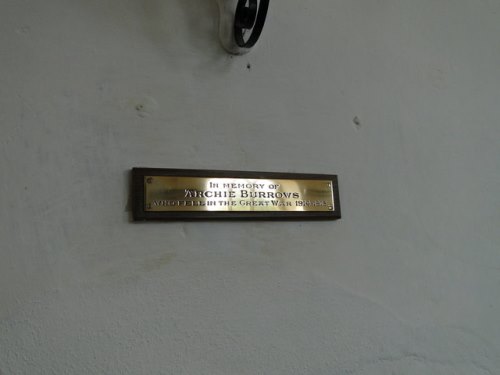 In memory of
Archie Burrows
who fell in the Great War